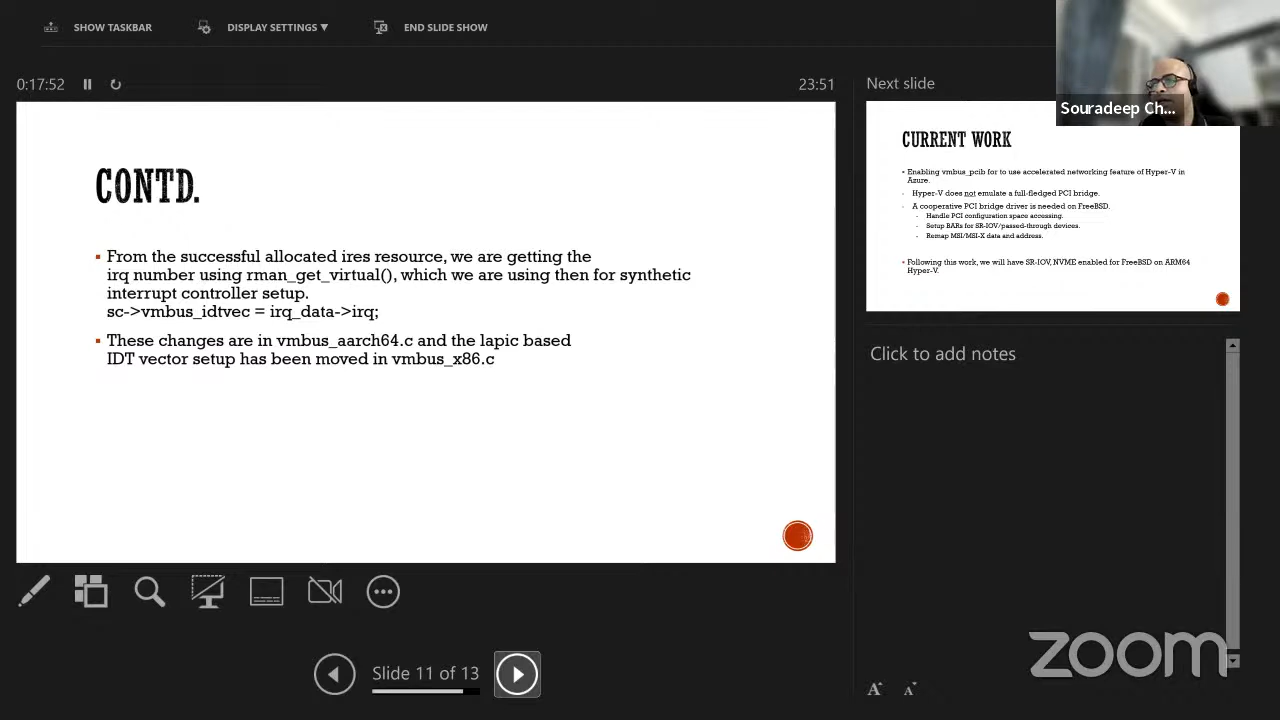 SHOW TASKBAR
DISPLAY SETTINGS ▼
END SLIDE SHOW
0:17:52
23:51
CONTD.
▪ From the successful allocated ires resource, we are getting the
irq number using rman_get_virtual(), which we are using then for synthetic
interrupt controller setup.
sc->vmbus_idtvec = irq_data->irq;
▪ These changes are in vmbus_aarch64.c and the lapic based
IDT vector setup has been moved in vmbus_x86.c
Slide 11 of 13
Next slide
Souradeep Ch...
CURRENT WORK
▪ Enabling vmbus_pcib for to use accelerated networking feature of Hyper-V in
Azure.
- Hyper-V does not emulate a full-fledged PCI bridge.
- A cooperative PCI bridge driver is needed on FreeBSD.
- Handle PCI configuration space accessing.
- Setup BARs for SR-IOV/passed-through devices.
- Remap MSI/MSI-X data and address.
▪ Following this work, we will have SR-IOV, NVME enabled for FreeBSD on ARM64
Hyper-V.
Click to add notes
A A
zoom